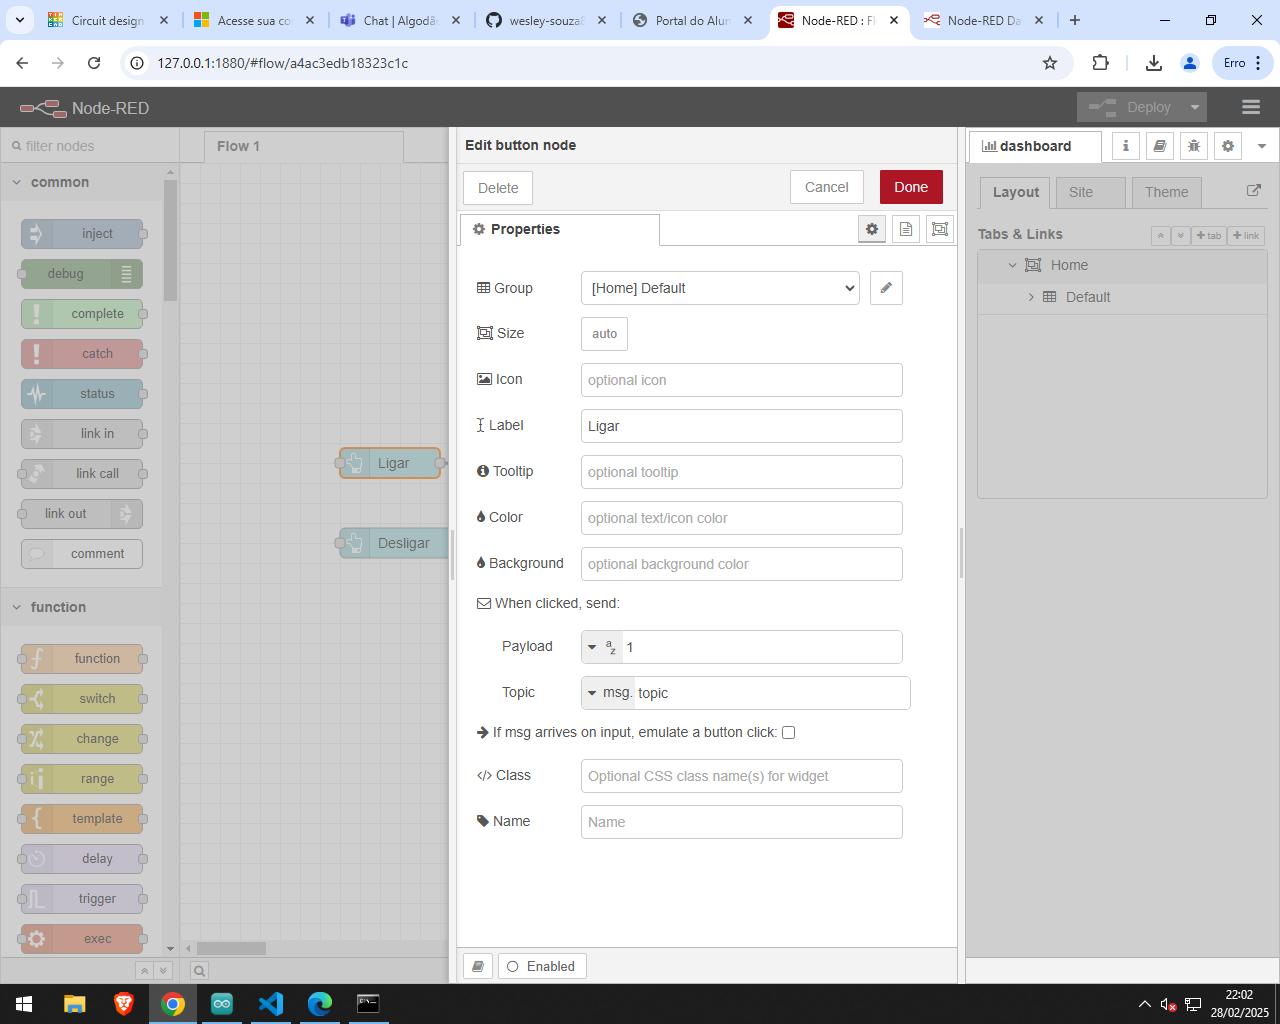 Circuit design
Acesse sua co
Chat | Algodã
wesley-souza8
Portal do Alun
Node-RED : Fl
Node-RED Da
127.0.0.1:1880/#flow/a4ac3edb18323c1c
Erro
Node-RED
Deploy
filter nodes
Flow 1
common
inject
debug
complete
catch
status
link in
link call
link out
comment
function
function
switch
change
range
template
delay
trigger
exec
Ligar
Desligar
Edit button node
Delete
Cancel
Done
Properties
Group
[Home] Default
Size
auto
Icon
optional icon
Label
Ligar
Tooltip
optional tooltip
Color
optional text/icon color
Background
optional background color
When clicked, send:
Payload
a
z
1
Topic
msg.
topic
If msg arrives on input, emulate a button click:
Class
Optional CSS class name(s) for widget
Name
Name
Enabled
dashboard
Layout
Site
Theme
Tabs & Links
tab
link
Home
Default
22:02
28/02/2025